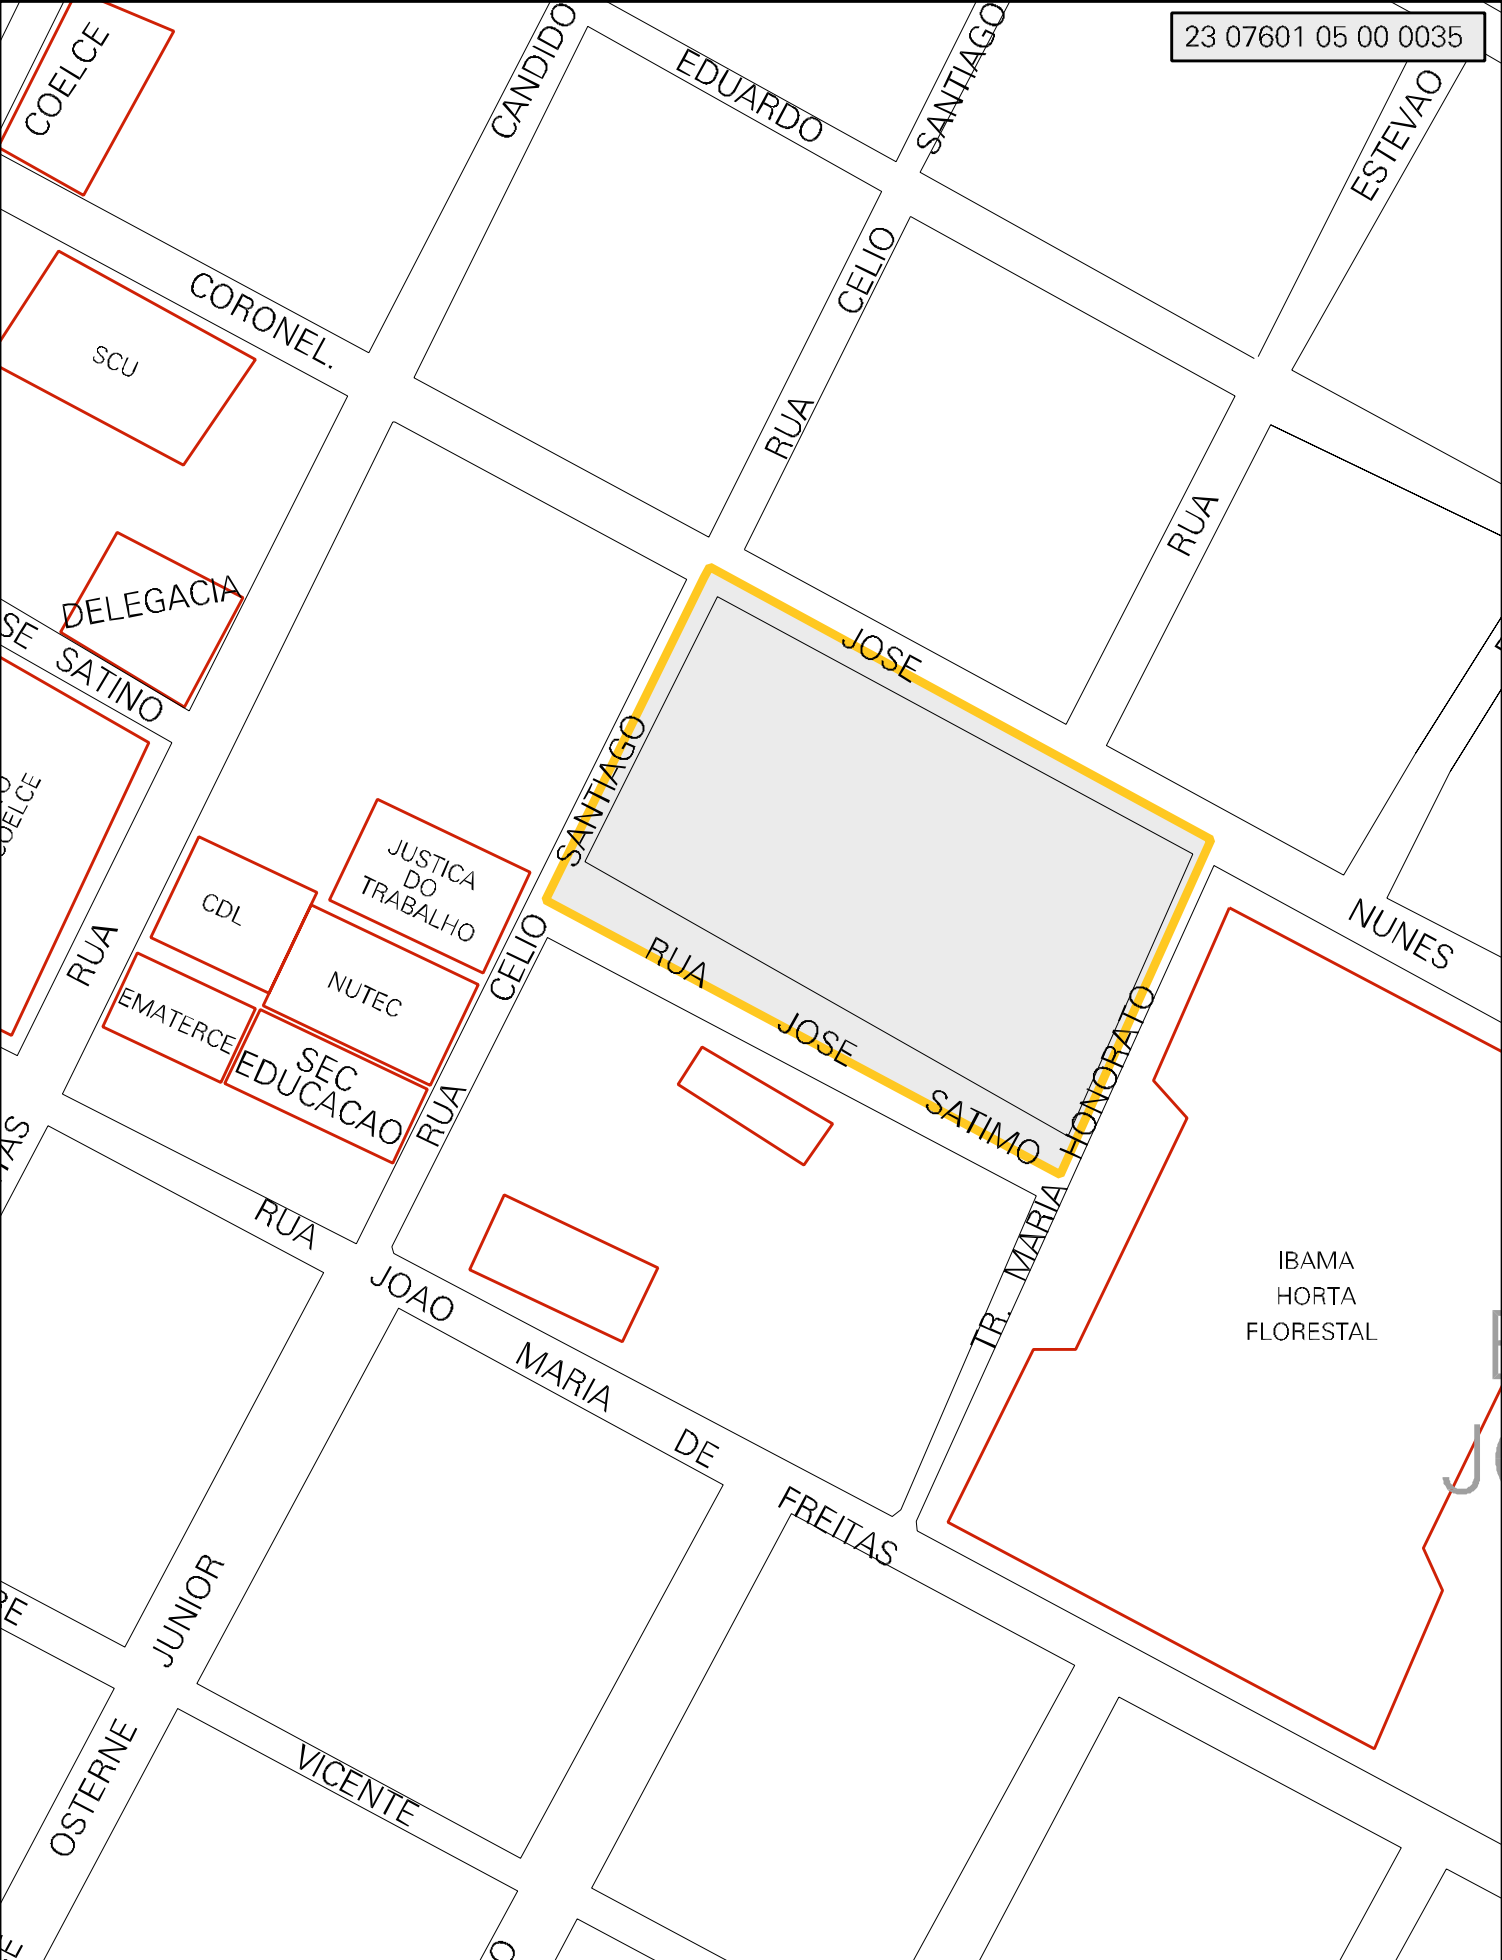 23 07601 05 00 0035
COELCE
CANDIDO
EDUARDO
SANTIAGO
ESTEVAO
CORONEL.
CELIO
SCU
RUA
RUA
DELEGACIA
SE SATINO
JOSE
SANTIAGO
COELCE
JUSTICA
DO
TRABALHO
CDL
NUTEC
RUA
CELIO
RUA
NUNES
EMATERCE
SEC
EDUCACAO
JOSE
HONORATO
RUA
SATIMO
RUA
MARIA
IBAMA
HORTA
FLORESTAL
JOAO
TR.
MARIA
DE
FREITAS
JUNIOR
OSTERNE
VICENTE